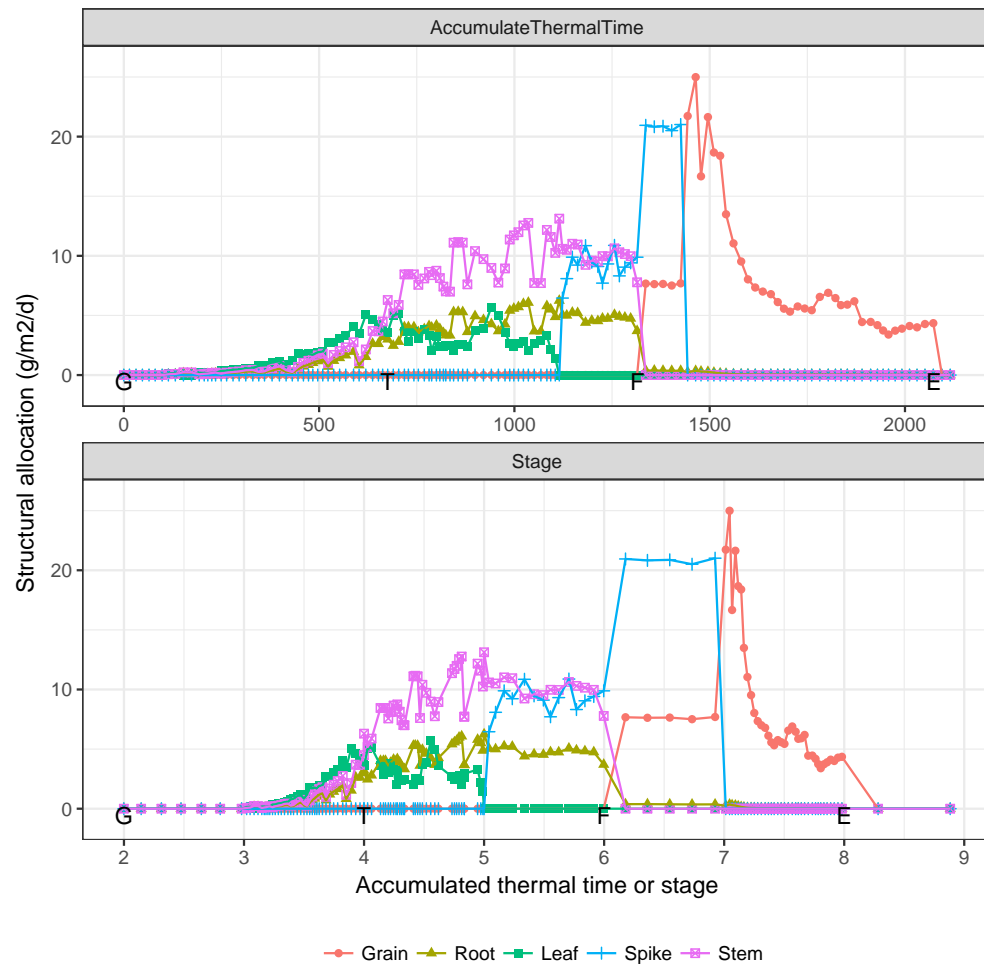 AccumulateThermalTime
20
10
0
G T F E
0 500 1000 1500 2000
Stage
20
10
0
G T F E
2 3 4 5 6 7 8 9
Structural allocation (g/m2/d)
Accumulated thermal time or stage
Grain Root Leaf Spike Stem